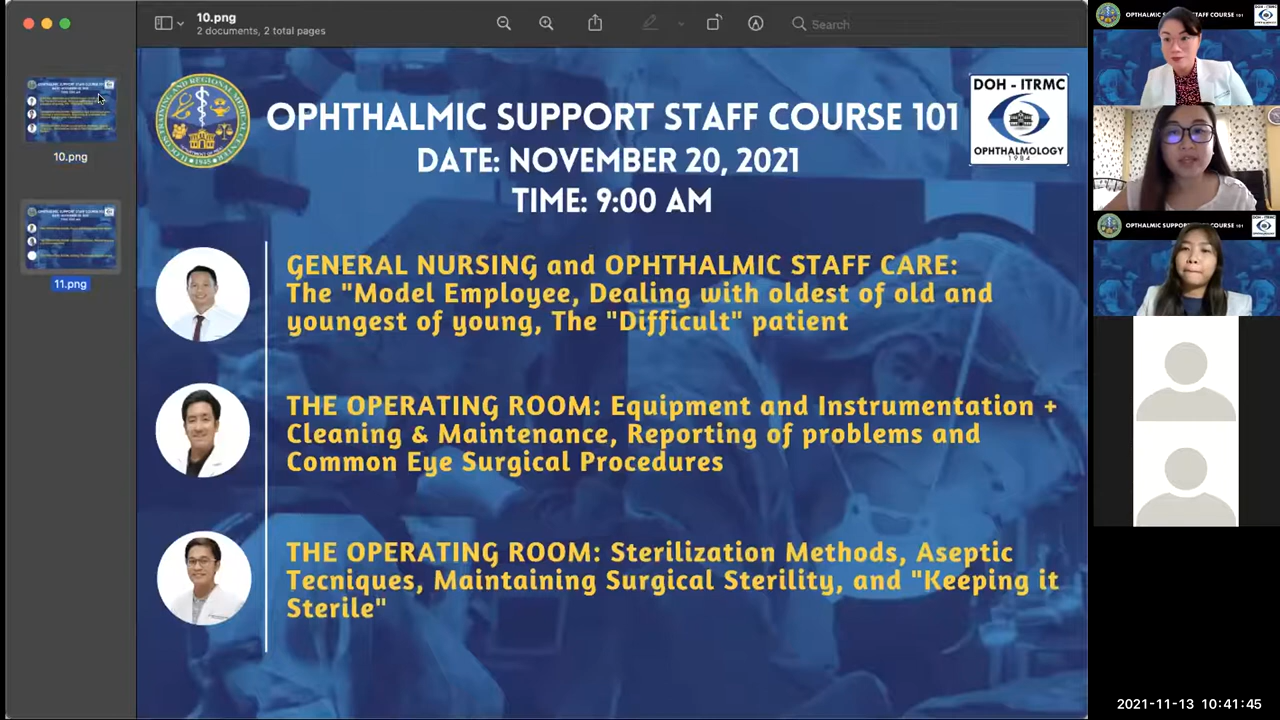 10.png
2 documents, 2 total pages
Search
10.png
11.png
OPHTHALMIC SUPPORT STAFF COURSE 101
DATE: NOVEMBER 20, 2021
TIME: 9:00 AM
DOH - ITRMC
OPHTHALMOLOGY
1984
GENERAL NURSING and OPHTHALMIC STAFF CARE:
The "Model Employee, Dealing with oldest of old and
youngest of young, The "Difficult" patient
THE OPERATING ROOM: Equipment and Instrumentation +
Cleaning & Maintenance, Reporting of problems and
Common Eye Surgical Procedures
THE OPERATING ROOM: Sterilization Methods, Aseptic
Tecniques, Maintaining Surgical Sterility, and "Keeping it
Sterile"
DOH - ITRMC
2021-11-13 10:41:45